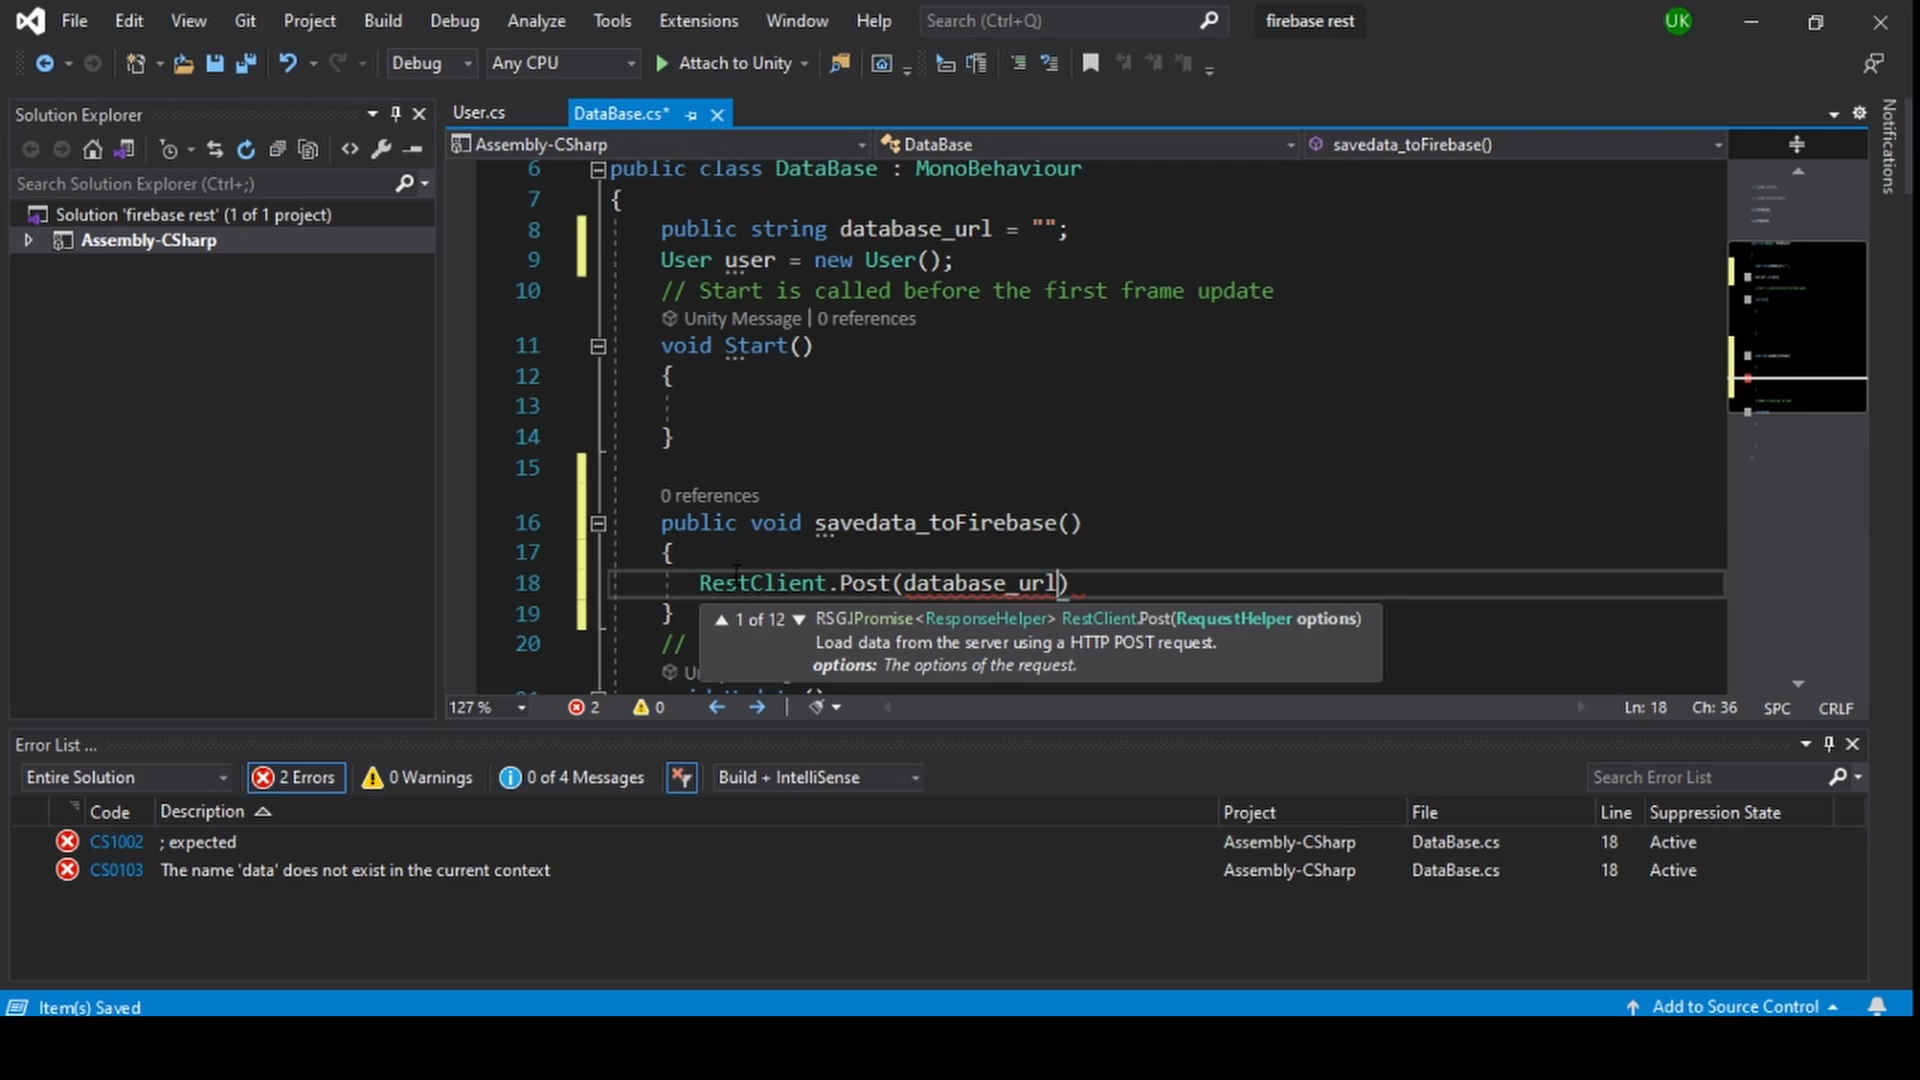 File Edit View Git Project Build Debug Analyze Tools Extensions Window Help Search (Ctrl+Q) firebase rest UK
Debug Any CPU Attach to Unity
Solution Explorer
User.cs DataBase.cs*
Assembly-CSharp DataBase savedata_toFirebase()
Search Solution Explorer (Ctrl+;)
Solution 'firebase rest' (1 of 1 project)
Assembly-CSharp
6 public class DataBase : MonoBehaviour
7 {
8 public string database_url = "";
9 User user = new User();
10 // Start is called before the first frame update
Unity Message | 0 references
11 void Start()
12 {
13
14 }
15
0 references
16 public void savedata_toFirebase()
17 {
18 RestClient.Post(database_url)
19 }
1 of 12 RSG.IPromise<ResponseHelper> RestClient.Post(RequestHelper options)
Load data from the server using a HTTP POST request.
options: The options of the request.
20 //
127 % 2 0 Ln: 18 Ch: 36 SPC CRLF
Notifications
Error List ...
Entire Solution 2 Errors 0 Warnings 0 of 4 Messages Build + IntelliSense Search Error List
Code Description Project File Line Suppression State
CS1002 ; expected Assembly-CSharp DataBase.cs 18 Active
CS0103 The name 'data' does not exist in the current context Assembly-CSharp DataBase.cs 18 Active
Item(s) Saved Add to Source Control